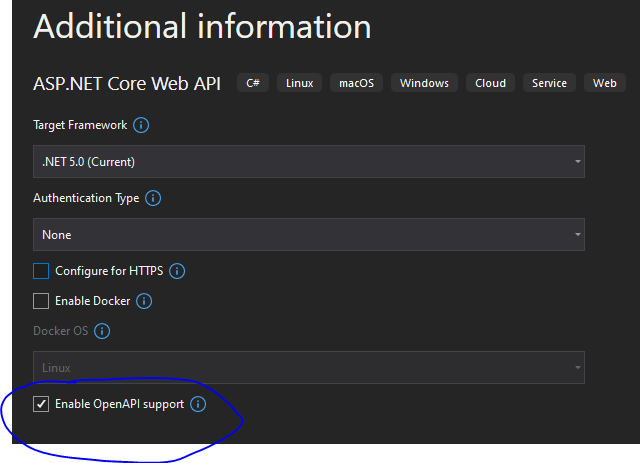 Additional information
ASP.NET Core Web API C# Linux macOS Windows Cloud Service Web
Target Framework
.NET 5.0 (Current)
Authentication Type
None
Configure for HTTPS
Enable Docker
Docker OS
Linux
Enable OpenAPI support